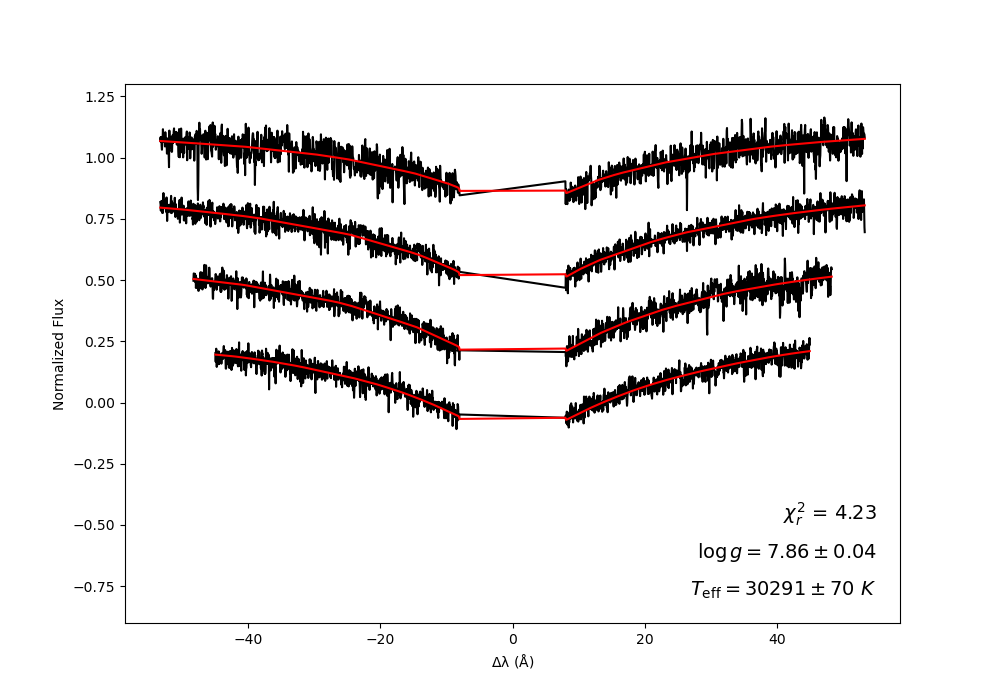 1.25
1.00
0.75
0.50
0.25
0.00
−0.25
−0.50
−0.75
Normalized Flux
χ²ᵣ = 4.23
log g = 7.86 ± 0.04
T_eff = 30291 ± 70 K
−40 −20 0 20 40
Δλ (Å)